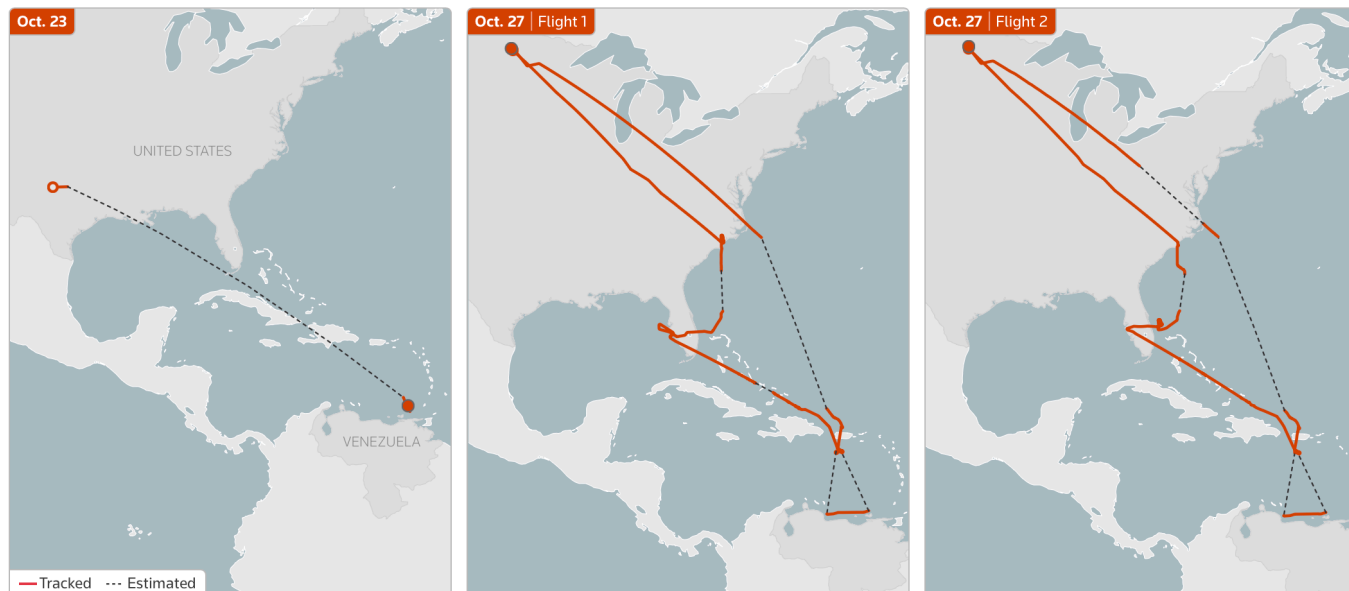 Oct. 23
Oct. 27 | Flight 1
Oct. 27 | Flight 2
UNITED STATES
VENEZUELA
Tracked
Estimated